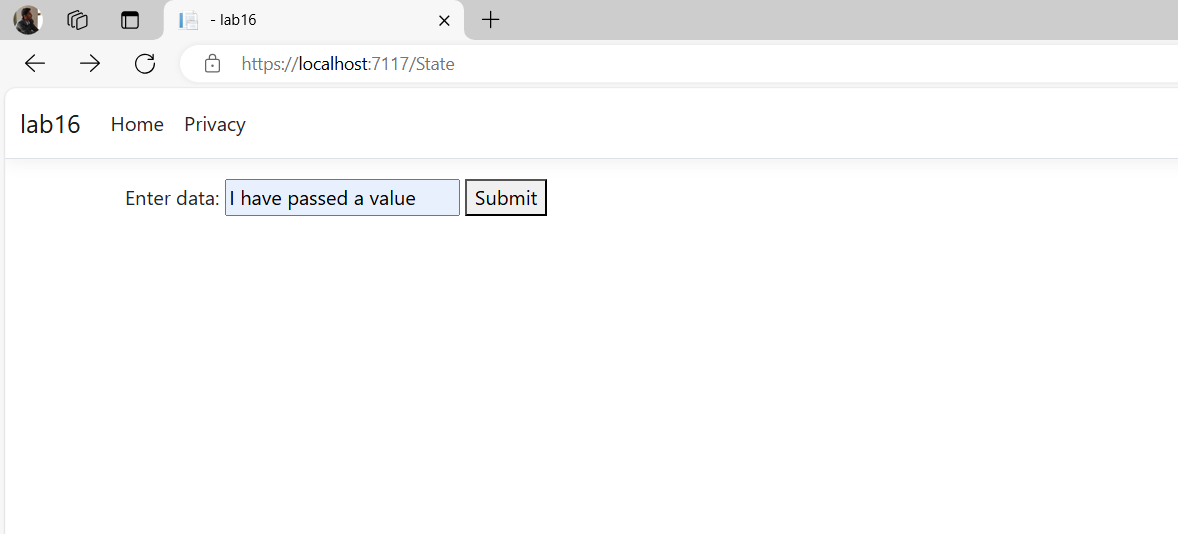 - lab16
https://localhost:7117/State
lab16 Home Privacy
Enter data: I have passed a value Submit